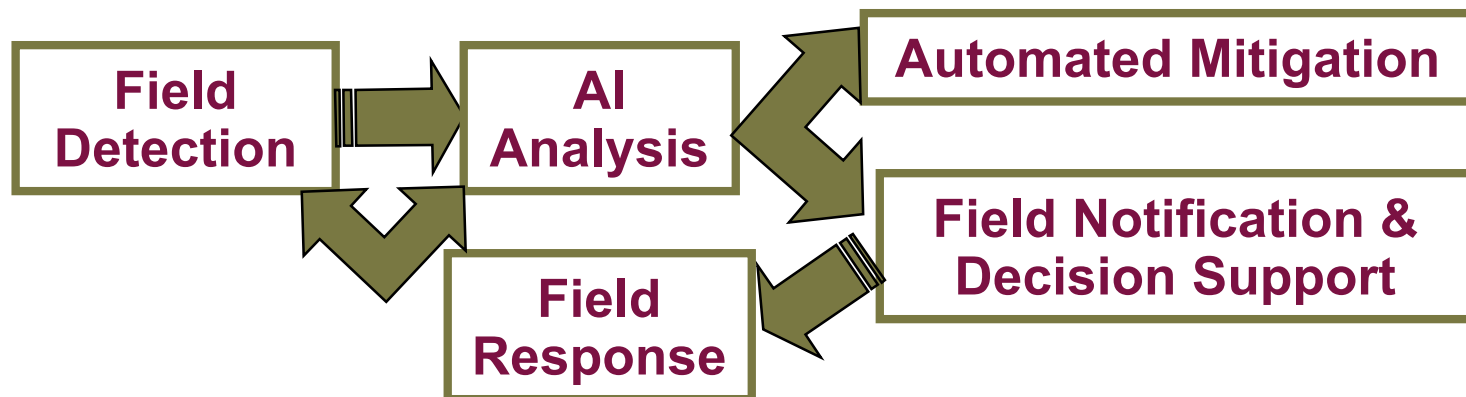 Field
Detection
AI
Analysis
Automated Mitigation
Field Notification &
Decision Support
Field
Response